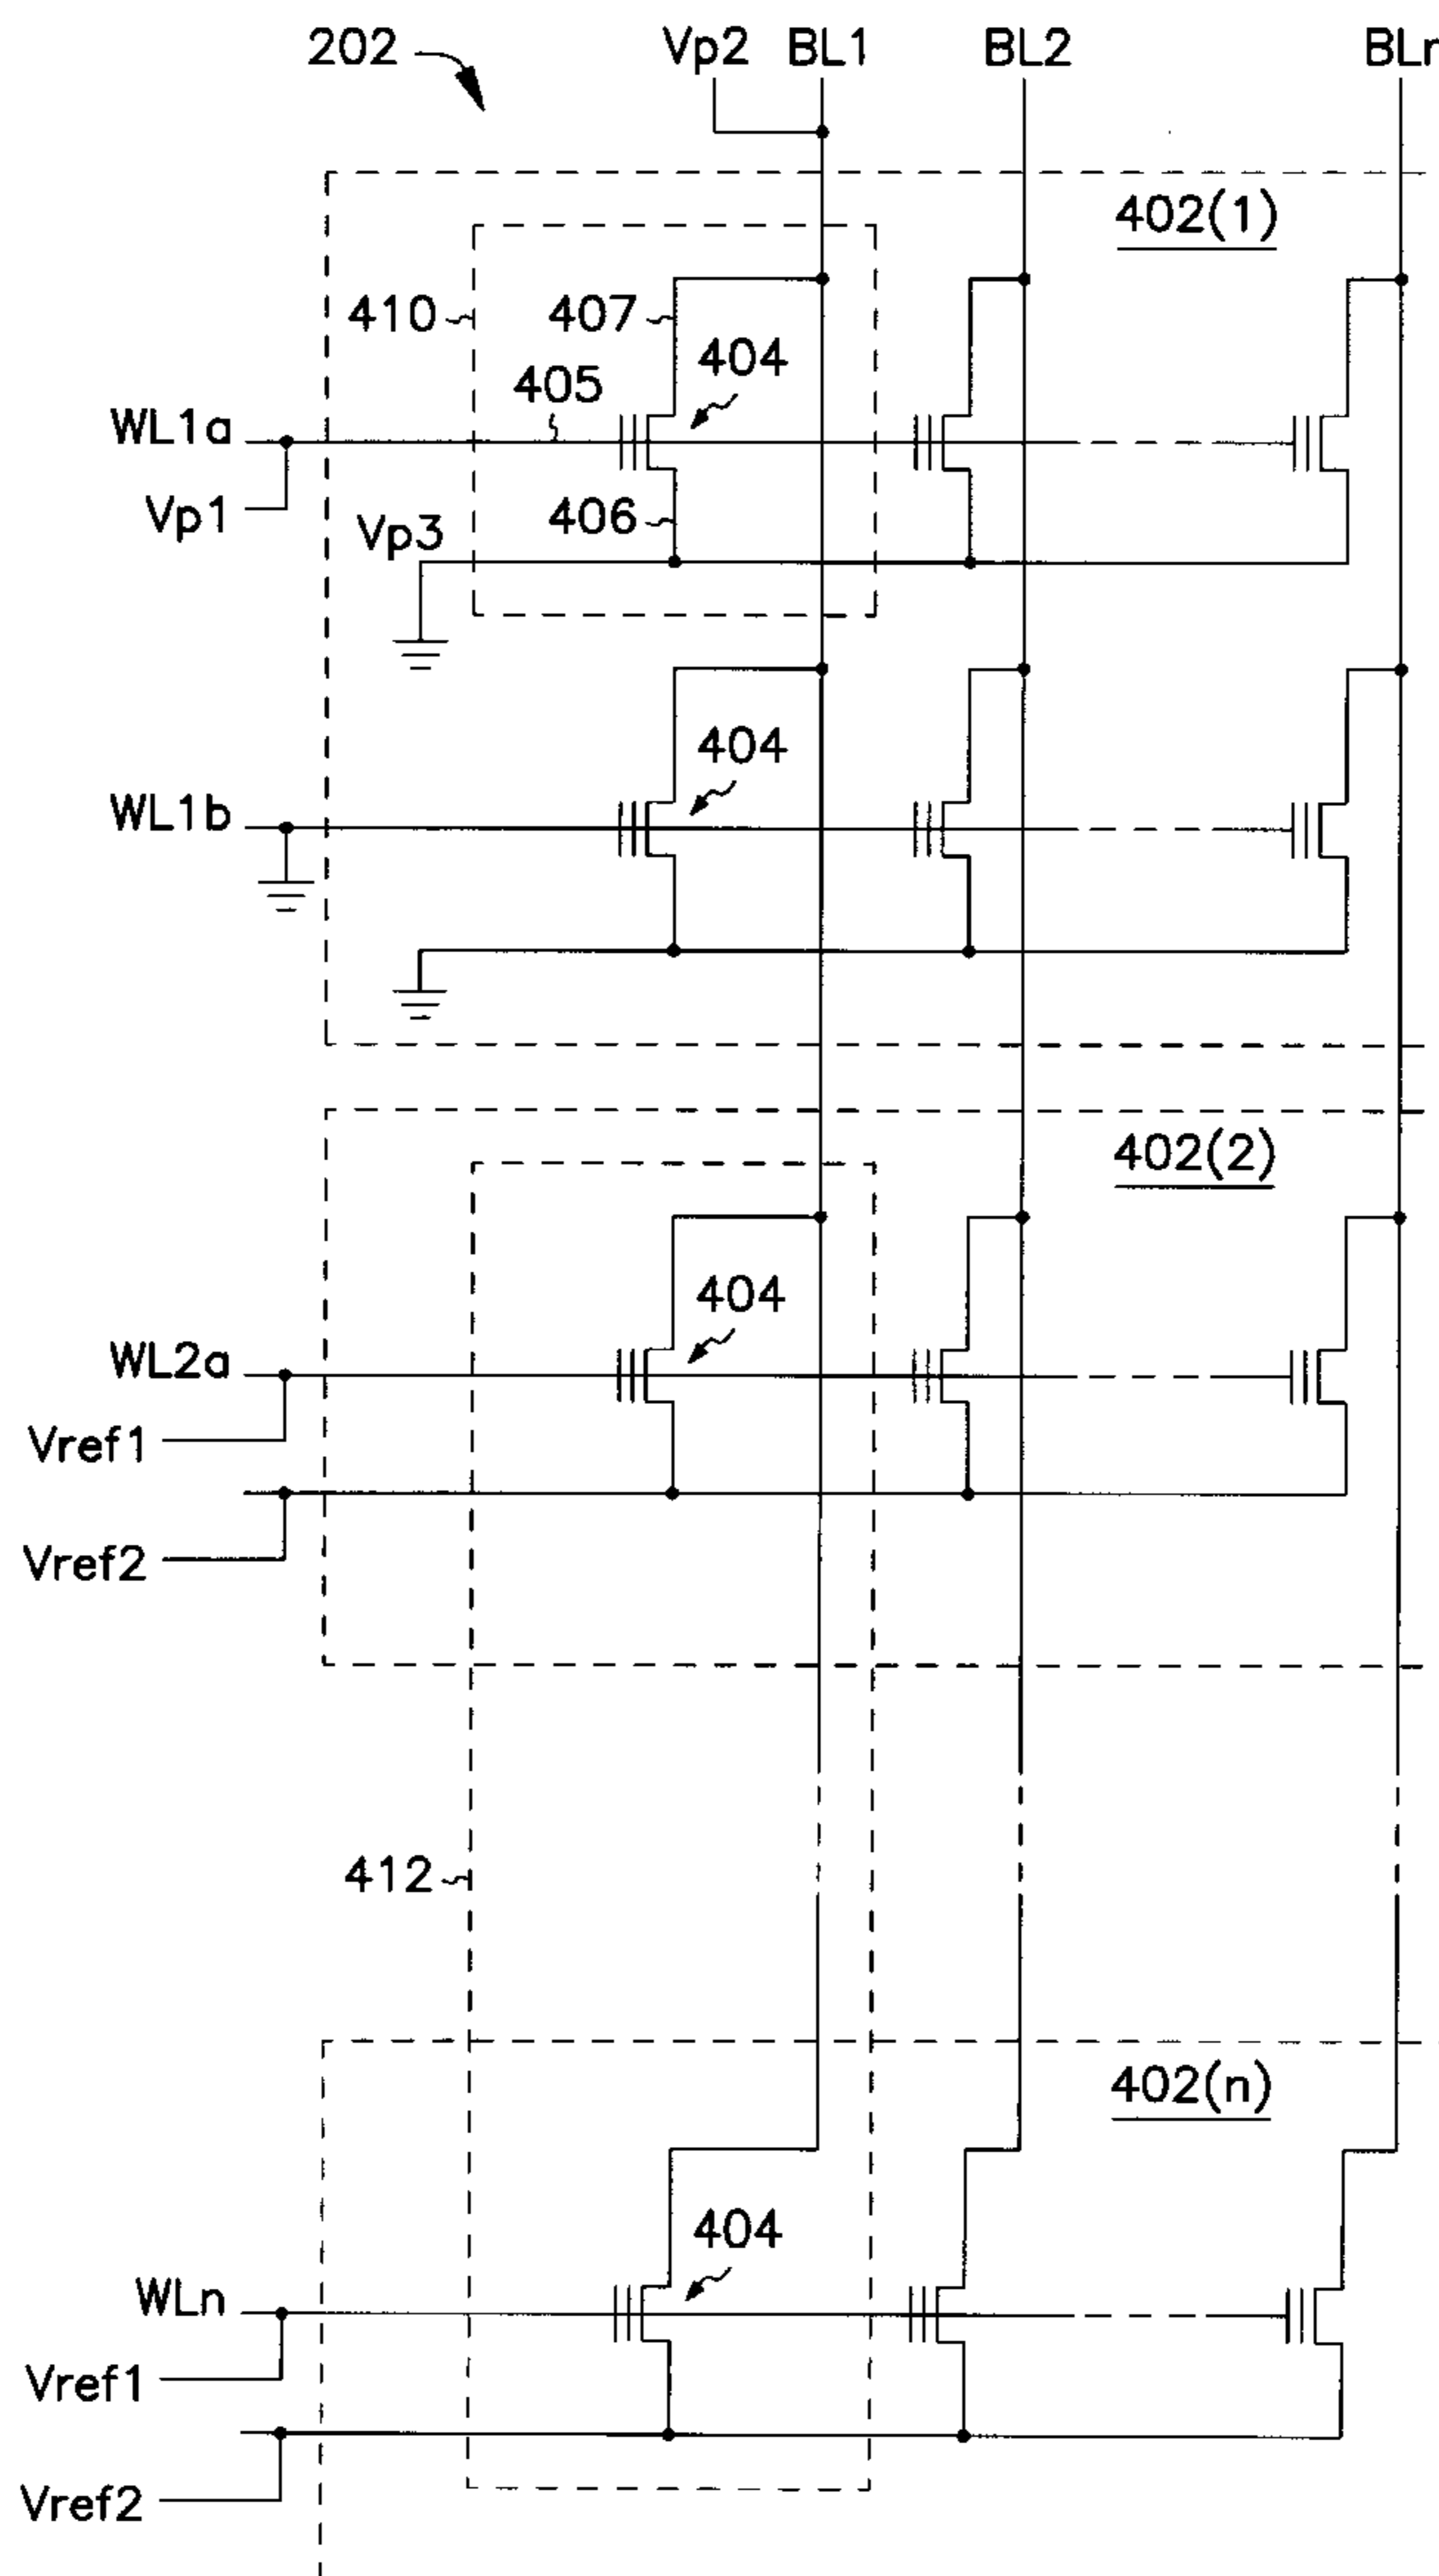 202 Vp2 BL1 BL2 BLn
402(1)
410 407 404
405
WL1a
Vp1 Vp3 406
404
WL1b
402(2)
404
WL2a
Vref1
Vref2
412
402(n)
404
WLn
Vref1
Vref2